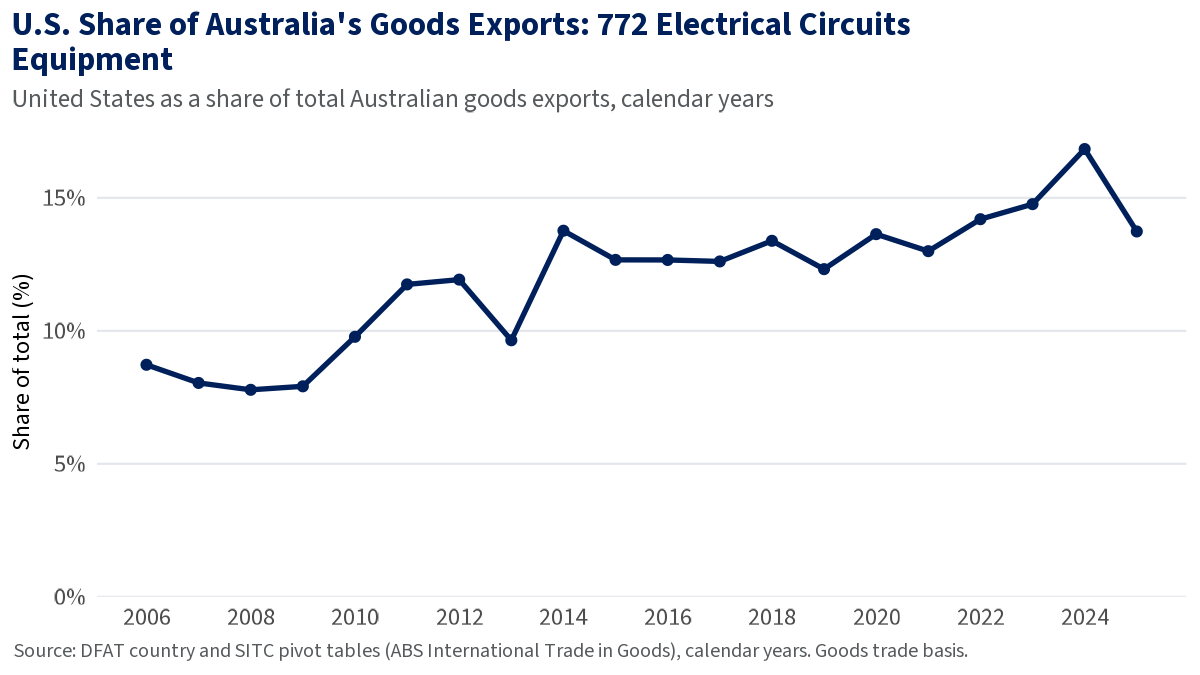 U.S. Share of Australia's Goods Exports: 772 Electrical Circuits
Equipment
United States as a share of total Australian goods exports, calendar years
Share of total (%)
15%
10%
5%
0%
2006 2008 2010 2012 2014 2016 2018 2020 2022 2024
Source: DFAT country and SITC pivot tables (ABS International Trade in Goods), calendar years. Goods trade basis.